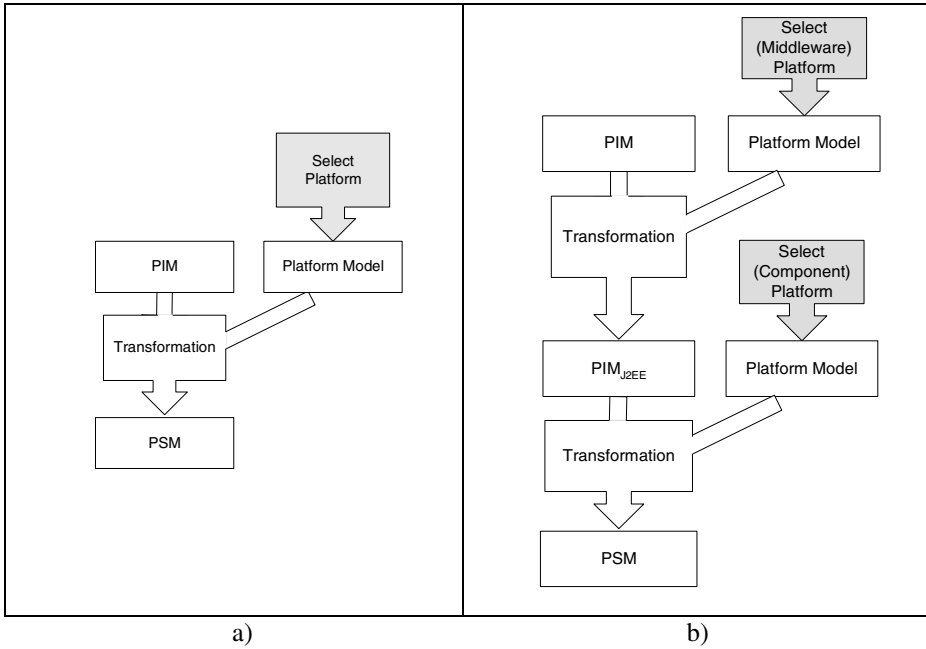 Select
Platform
PIM
Platform Model
Transformation
PSM
a)
Select
(Middleware)
Platform
PIM
Platform Model
Transformation
Select
(Component)
Platform
PIM_J2EE
Platform Model
Transformation
PSM
b)